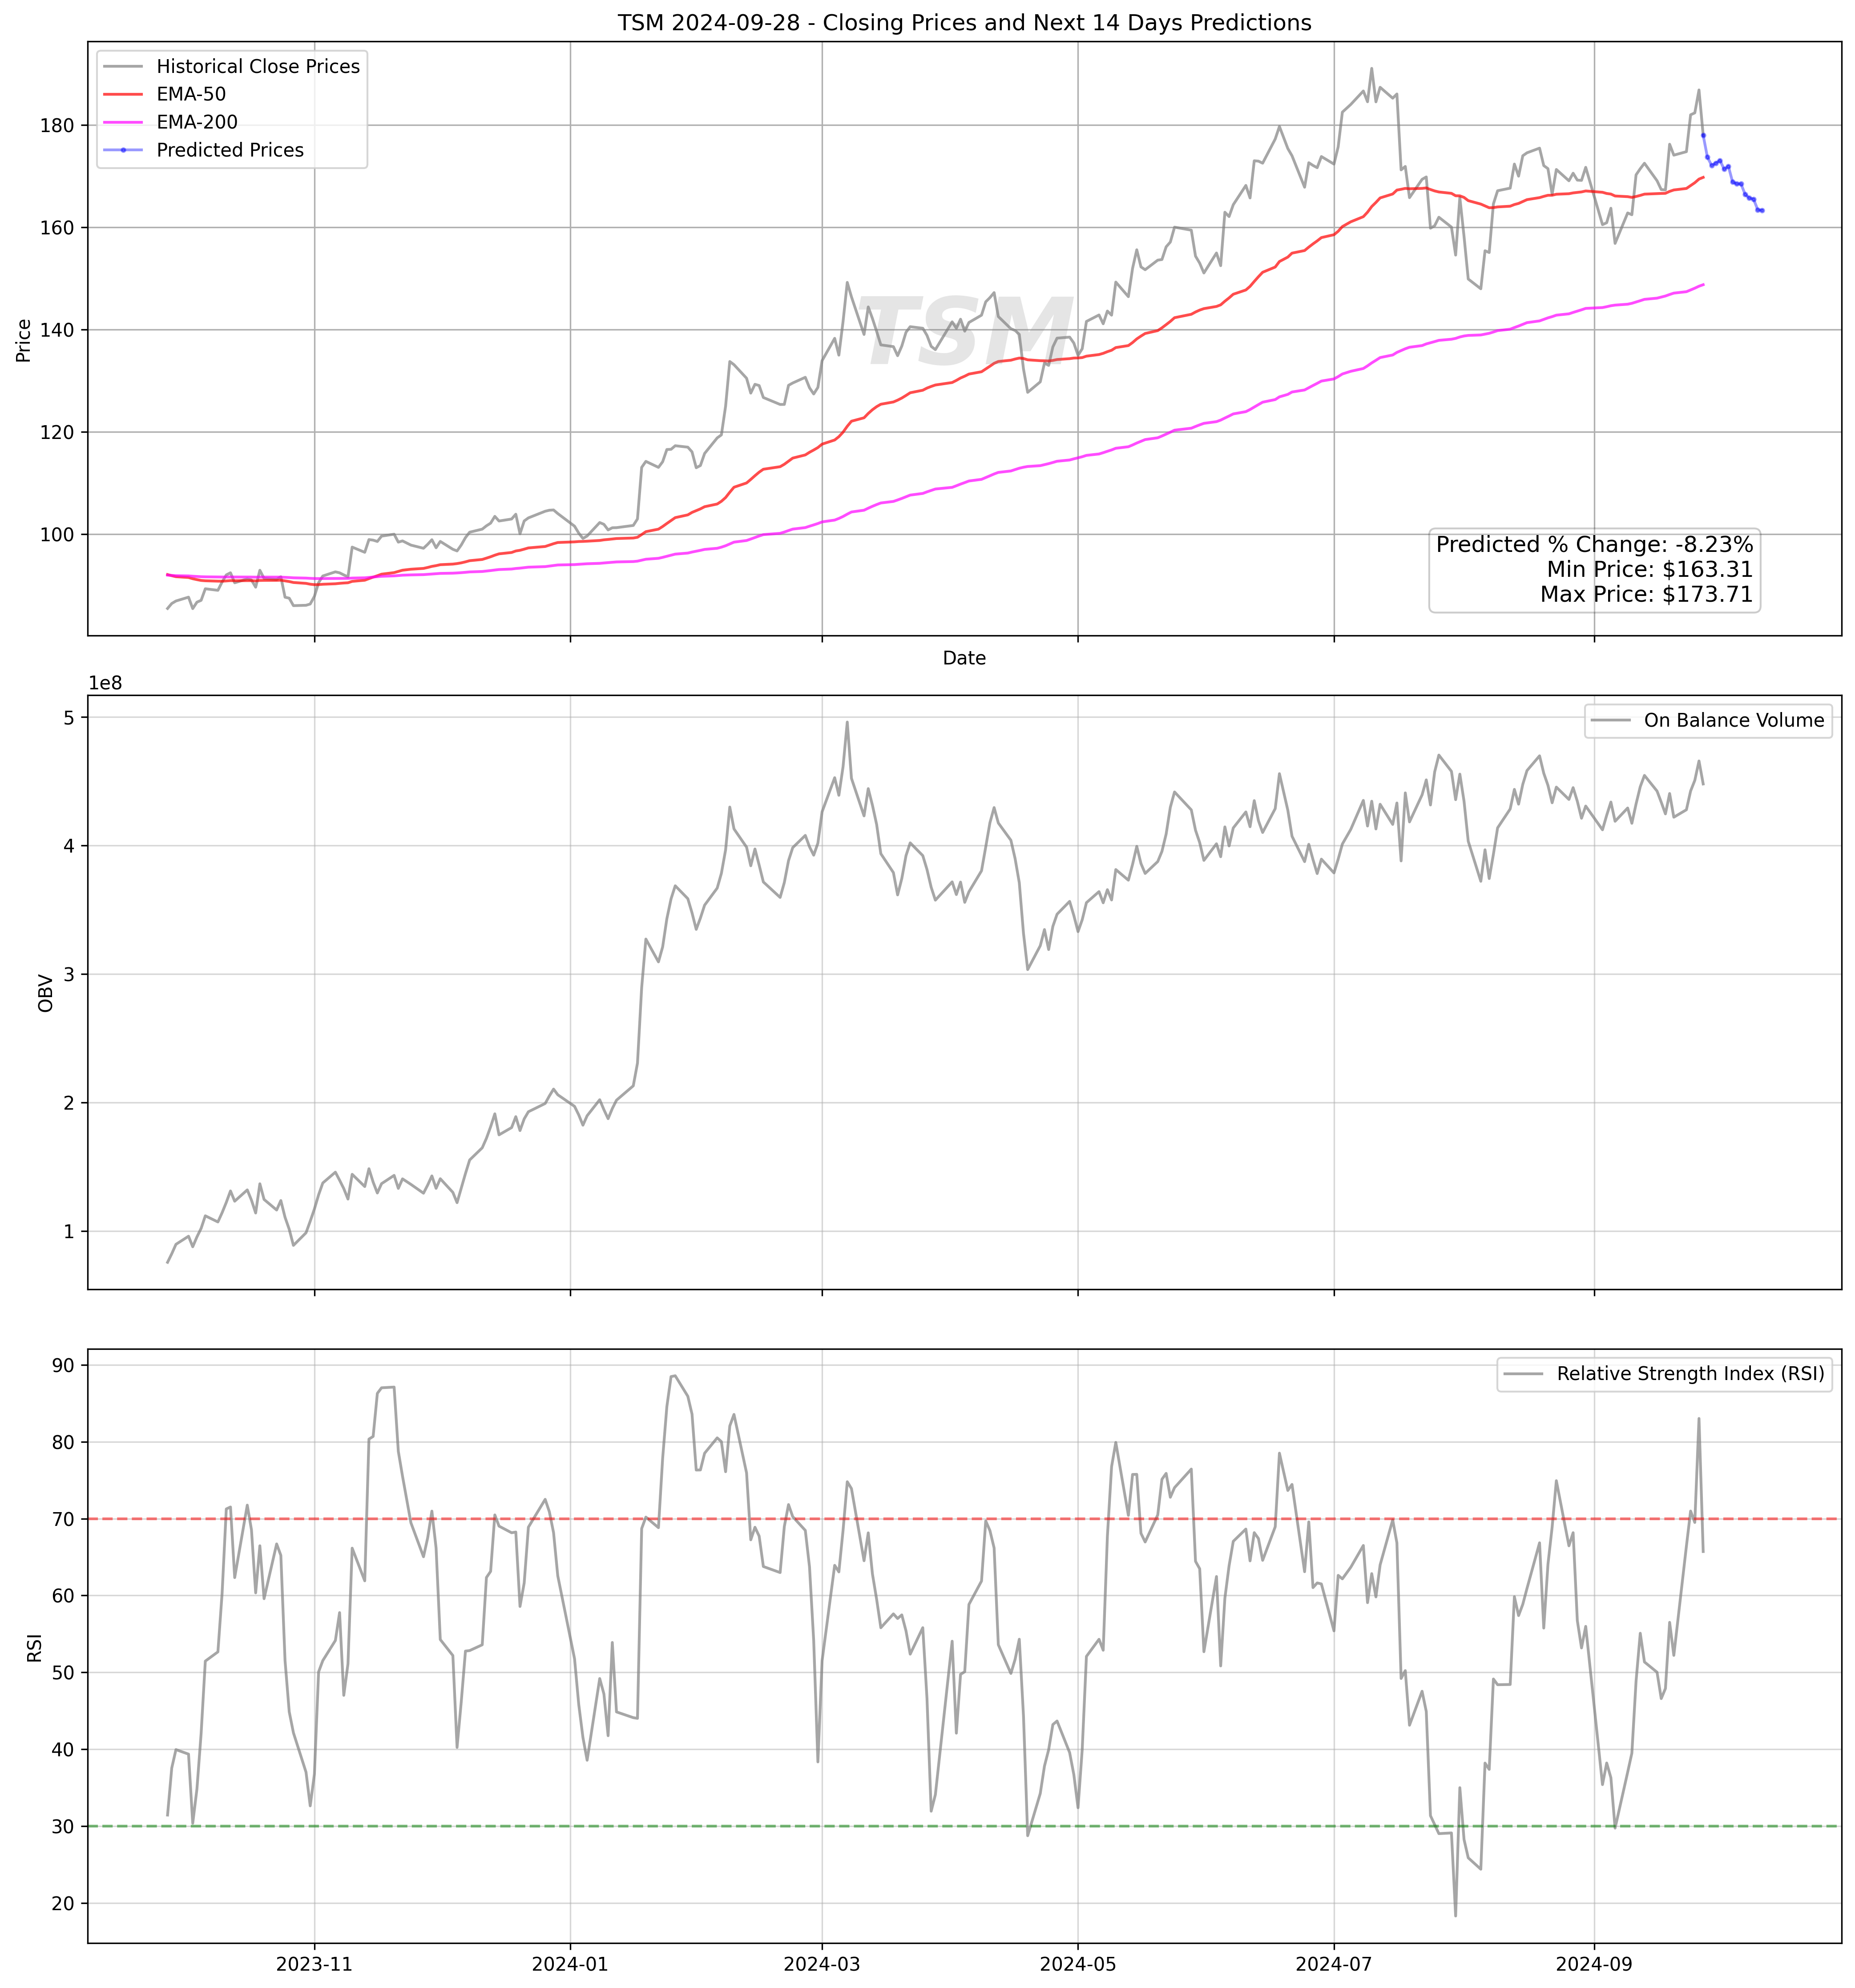 TSM 2024-09-28 - Closing Prices and Next 14 Days Predictions
Historical Close Prices
EMA-50
EMA-200
Predicted Prices
180
160
140
120
100
Price
TSM
Predicted % Change: -8.23%
Min Price: $163.31
Max Price: $173.71
Date
1e8
On Balance Volume
5
4
3
2
1
OBV
Relative Strength Index (RSI)
90
80
70
60
50
40
30
20
RSI
2023-11
2024-01
2024-03
2024-05
2024-07
2024-09